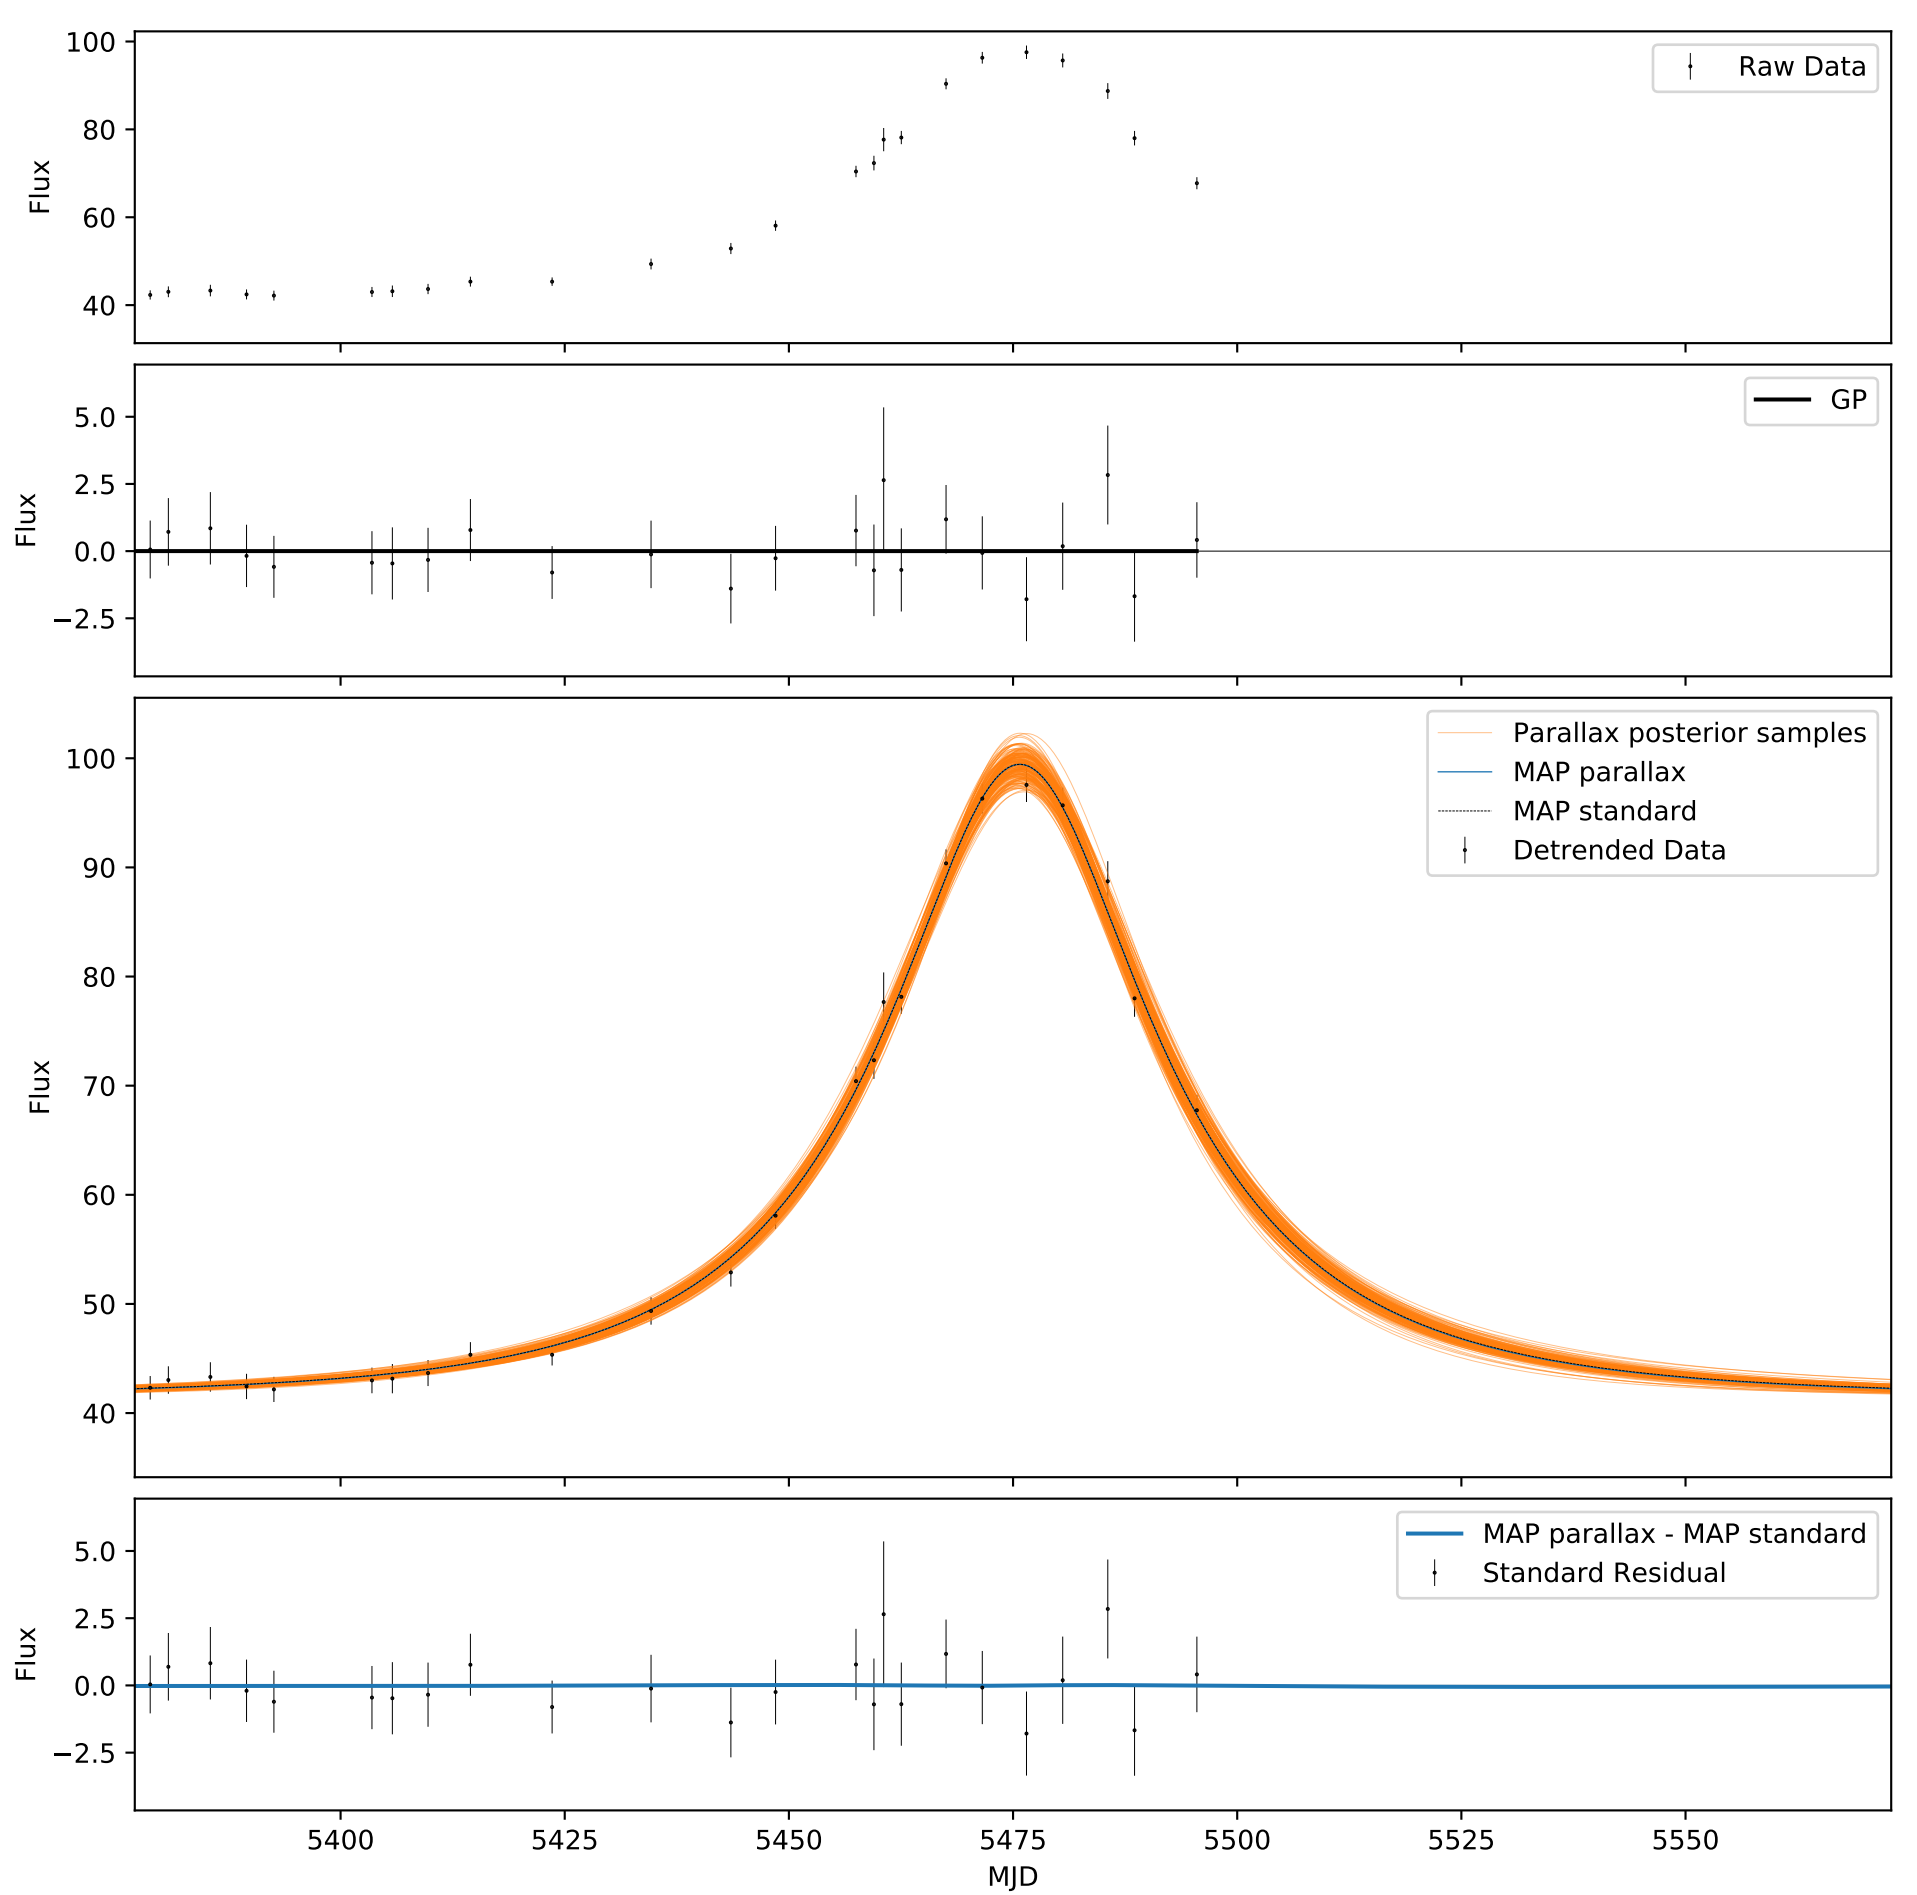 100
80
60
40
Flux
Raw Data
5.0
2.5
0.0
−2.5
Flux
GP
100
90
80
70
60
50
40
Flux
Parallax posterior samples
MAP parallax
MAP standard
Detrended Data
5.0
2.5
0.0
−2.5
Flux
MAP parallax - MAP standard
Standard Residual
5400 5425 5450 5475 5500 5525 5550
MJD